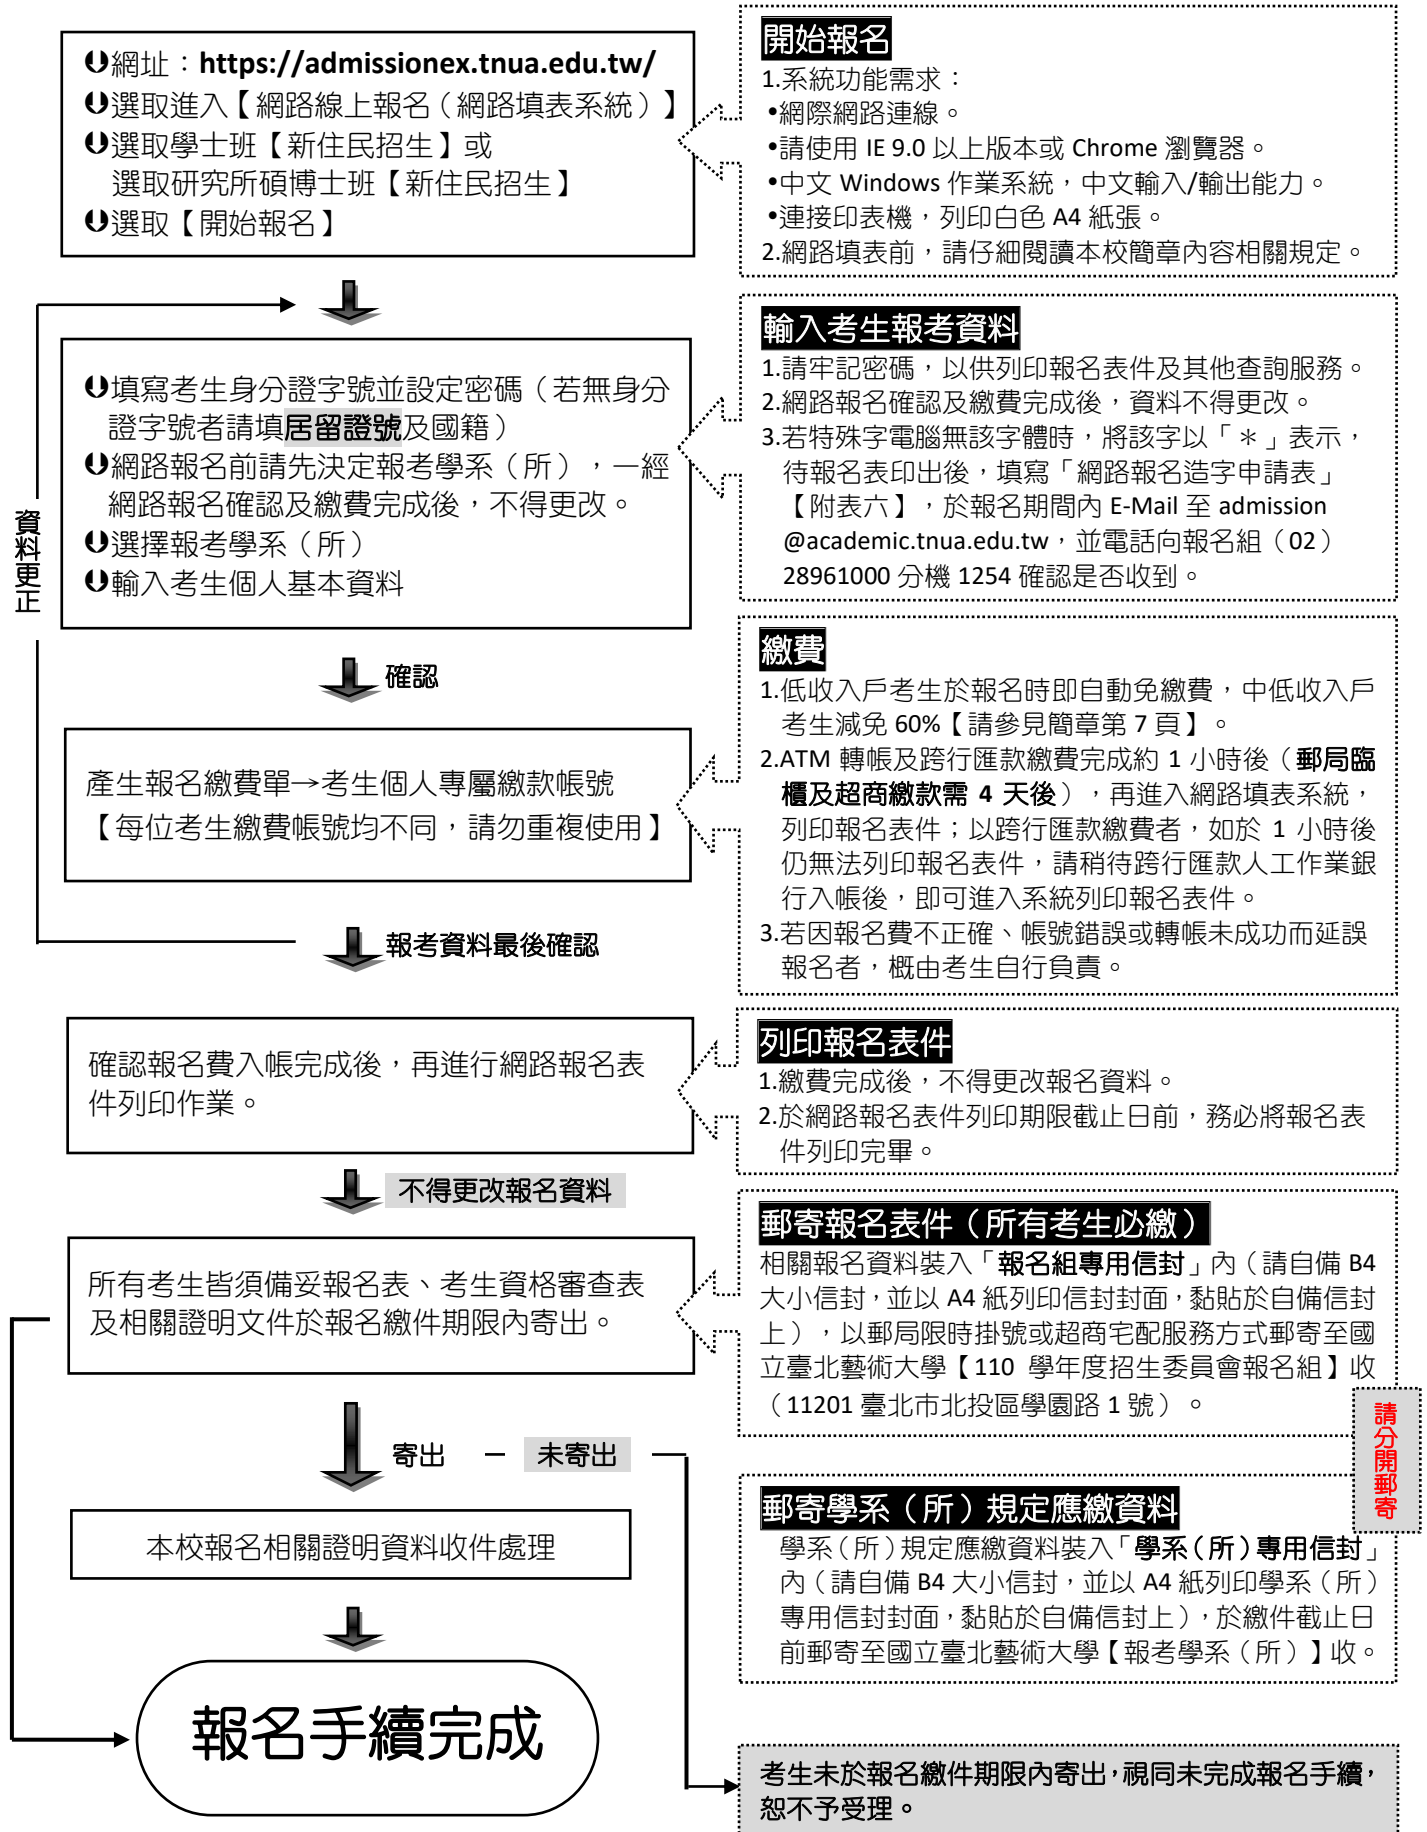 網址：https://admissionex.tnua.edu.tw/
選取進入【網路線上報名（網路填表系統）】
選取學士班【新住民招生】或
選取研究所碩博士班【新住民招生】
選取【開始報名】
開始報名
1.系統功能需求：
•網際網路連線。
•請使用 IE 9.0 以上版本或 Chrome 瀏覽器。
•中文 Windows 作業系統，中文輸入/輸出能力。
•連接印表機，列印白色 A4 紙張。
2.網路填表前，請仔細閱讀本校簡章內容相關規定。
資料更正
填寫考生身分證字號並設定密碼（若無身分
證字號者請填居留證號及國籍）
網路報名前請先決定報考學系（所），一經
網路報名確認及繳費完成後，不得更改。
選擇報考學系（所）
輸入考生個人基本資料
輸入考生報考資料
1.請牢記密碼，以供列印報名表件及其他查詢服務。
2.網路報名確認及繳費完成後，資料不得更改。
3.若特殊字電腦無該字體時，將該字以「＊」表示，
待報名表印出後，填寫「網路報名造字申請表」
【附表六】，於報名期間內 E-Mail 至 admission
@academic.tnua.edu.tw，並電話向報名組（02）
28961000 分機 1254 確認是否收到。
確認
產生報名繳費單→考生個人專屬繳款帳號
【每位考生繳費帳號均不同，請勿重複使用】
繳費
1.低收入戶考生於報名時即自動免繳費，中低收入戶
考生減免 60%【請參見簡章第 7 頁】。
2.ATM 轉帳及跨行匯款繳費完成約 1 小時後（郵局臨
櫃及超商繳款需 4 天後），再進入網路填表系統，
列印報名表件；以跨行匯款繳費者，如於 1 小時後
仍無法列印報名表件，請稍待跨行匯款人工作業銀
行入帳後，即可進入系統列印報名表件。
3.若因報名費不正確、帳號錯誤或轉帳未成功而延誤
報名者，概由考生自行負責。
報考資料最後確認
確認報名費入帳完成後，再進行網路報名表
件列印作業。
列印報名表件
1.繳費完成後，不得更改報名資料。
2.於網路報名表件列印期限截止日前，務必將報名表
件列印完畢。
不得更改報名資料
所有考生皆須備妥報名表、考生資格審查表
及相關證明文件於報名繳件期限內寄出。
郵寄報名表件（所有考生必繳）
相關報名資料裝入「報名組專用信封」內（請自備 B4
大小信封，並以 A4 紙列印信封封面，黏貼於自備信封
上），以郵局限時掛號或超商宅配服務方式郵寄至國
立臺北藝術大學【110 學年度招生委員會報名組】收
（11201 臺北市北投區學園路 1 號）。
請分開郵寄
寄出 － 未寄出
本校報名相關證明資料收件處理
郵寄學系（所）規定應繳資料
學系（所）規定應繳資料裝入「學系（所）專用信封」
內（請自備 B4 大小信封，並以 A4 紙列印學系（所）
專用信封封面，黏貼於自備信封上），於繳件截止日
前郵寄至國立臺北藝術大學【報考學系（所）】收。
報名手續完成
考生未於報名繳件期限內寄出，視同未完成報名手續，
恕不予受理。